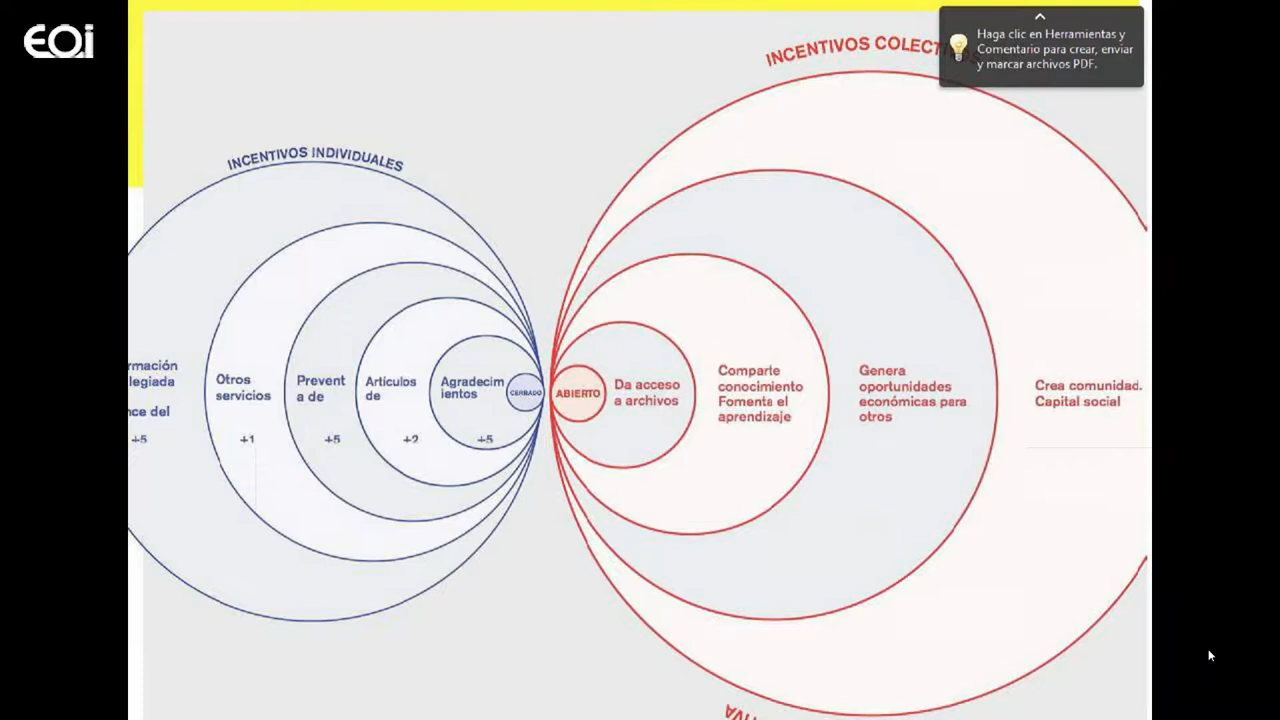 EOi
Haga clic en Herramientas y
Comentario para crear, enviar
y marcar archivos PDF.
INCENTIVOS INDIVIDUALES
rmación
legiada
nce del
+5
Otros
servicios
+1
Prevent
a de
+5
Artículos
de
+2
Agradecim
ientos
+5
CERRADO
INCENTIVOS
ABIERTO
Da acceso
a archivos
Comparte
conocimiento
Fomenta el
aprendizaje
Genera
oportunidades
económicas para
otros
Crea comunidad.
Capital social